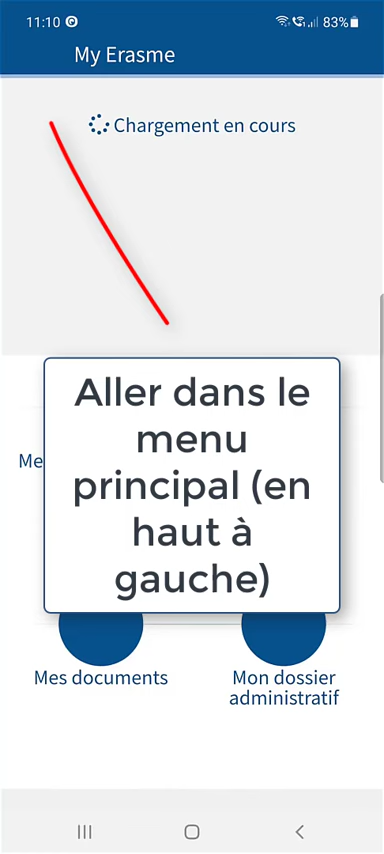 11:10 83%
My Erasme
Chargement en cours
Aller dans le
menu
principal (en
haut à
gauche)
Me
Mes documents
Mon dossier
administratif